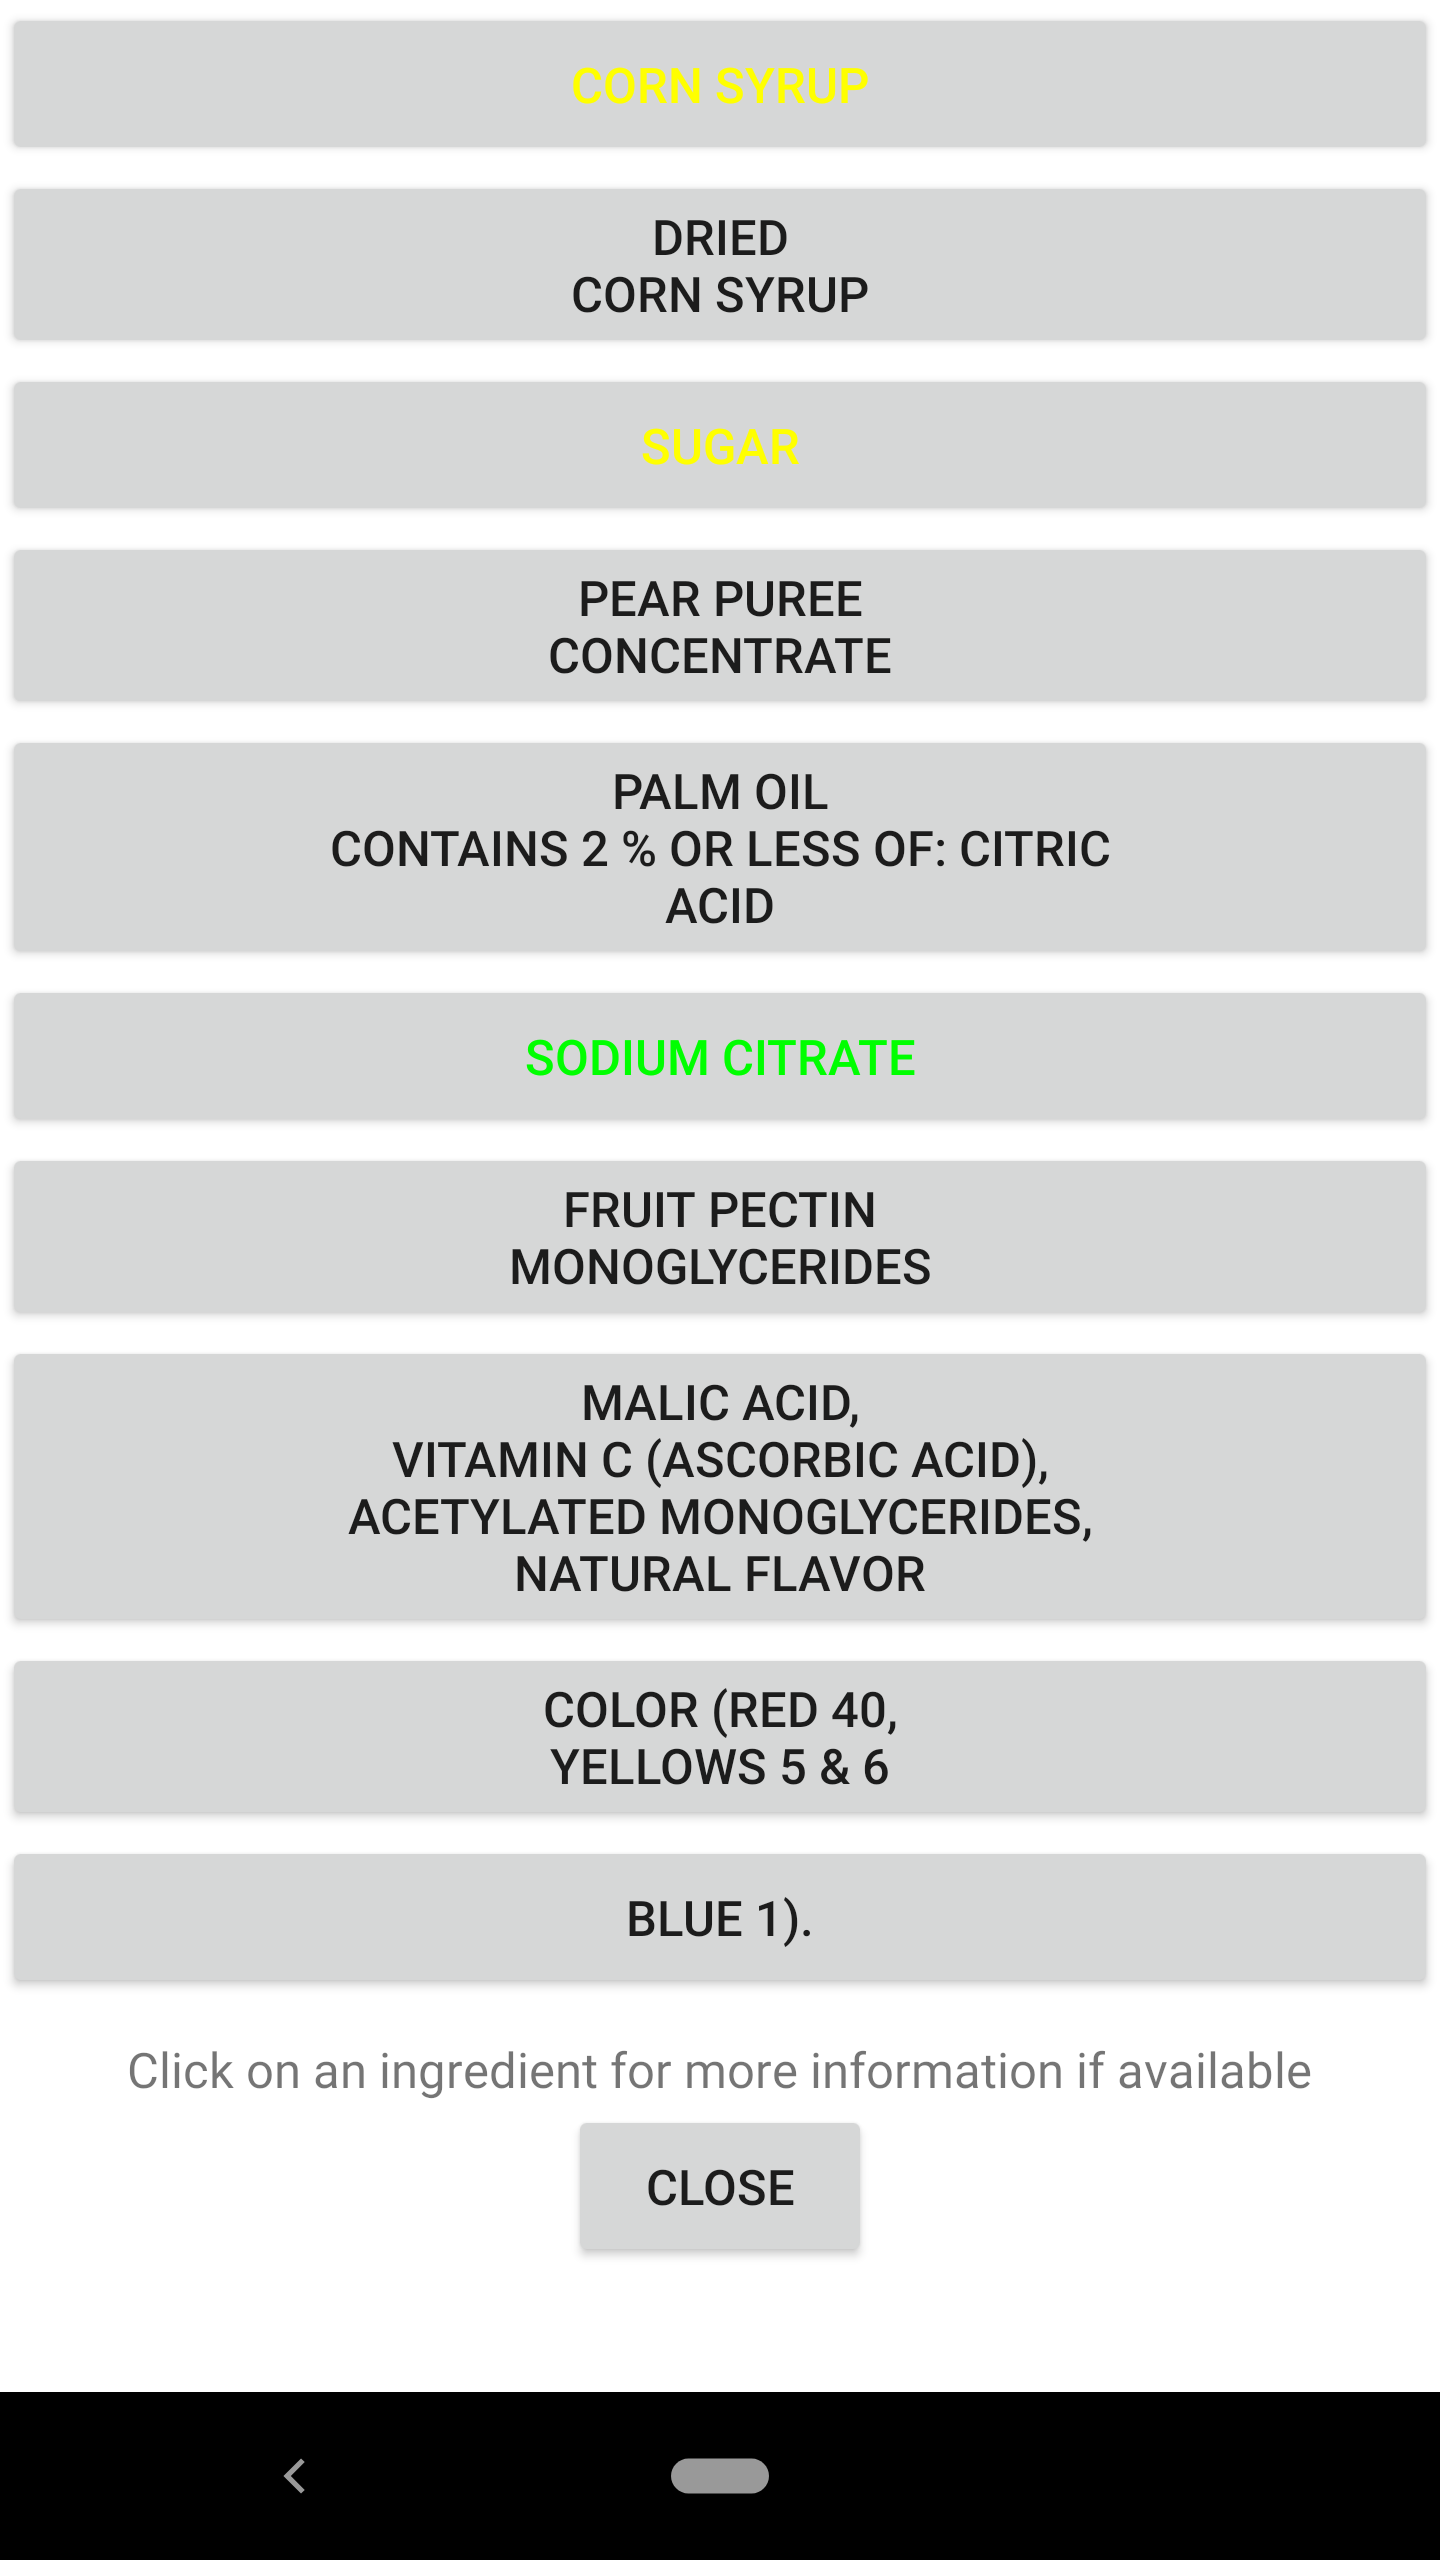 CORN SYRUP
DRIED
CORN SYRUP
SUGAR
PEAR PUREE
CONCENTRATE
PALM OIL
CONTAINS 2 % OR LESS OF: CITRIC
ACID
SODIUM CITRATE
FRUIT PECTIN
MONOGLYCERIDES
MALIC ACID,
VITAMIN C (ASCORBIC ACID),
ACETYLATED MONOGLYCERIDES,
NATURAL FLAVOR
COLOR (RED 40,
YELLOWS 5 & 6
BLUE 1).
Click on an ingredient for more information if available
CLOSE